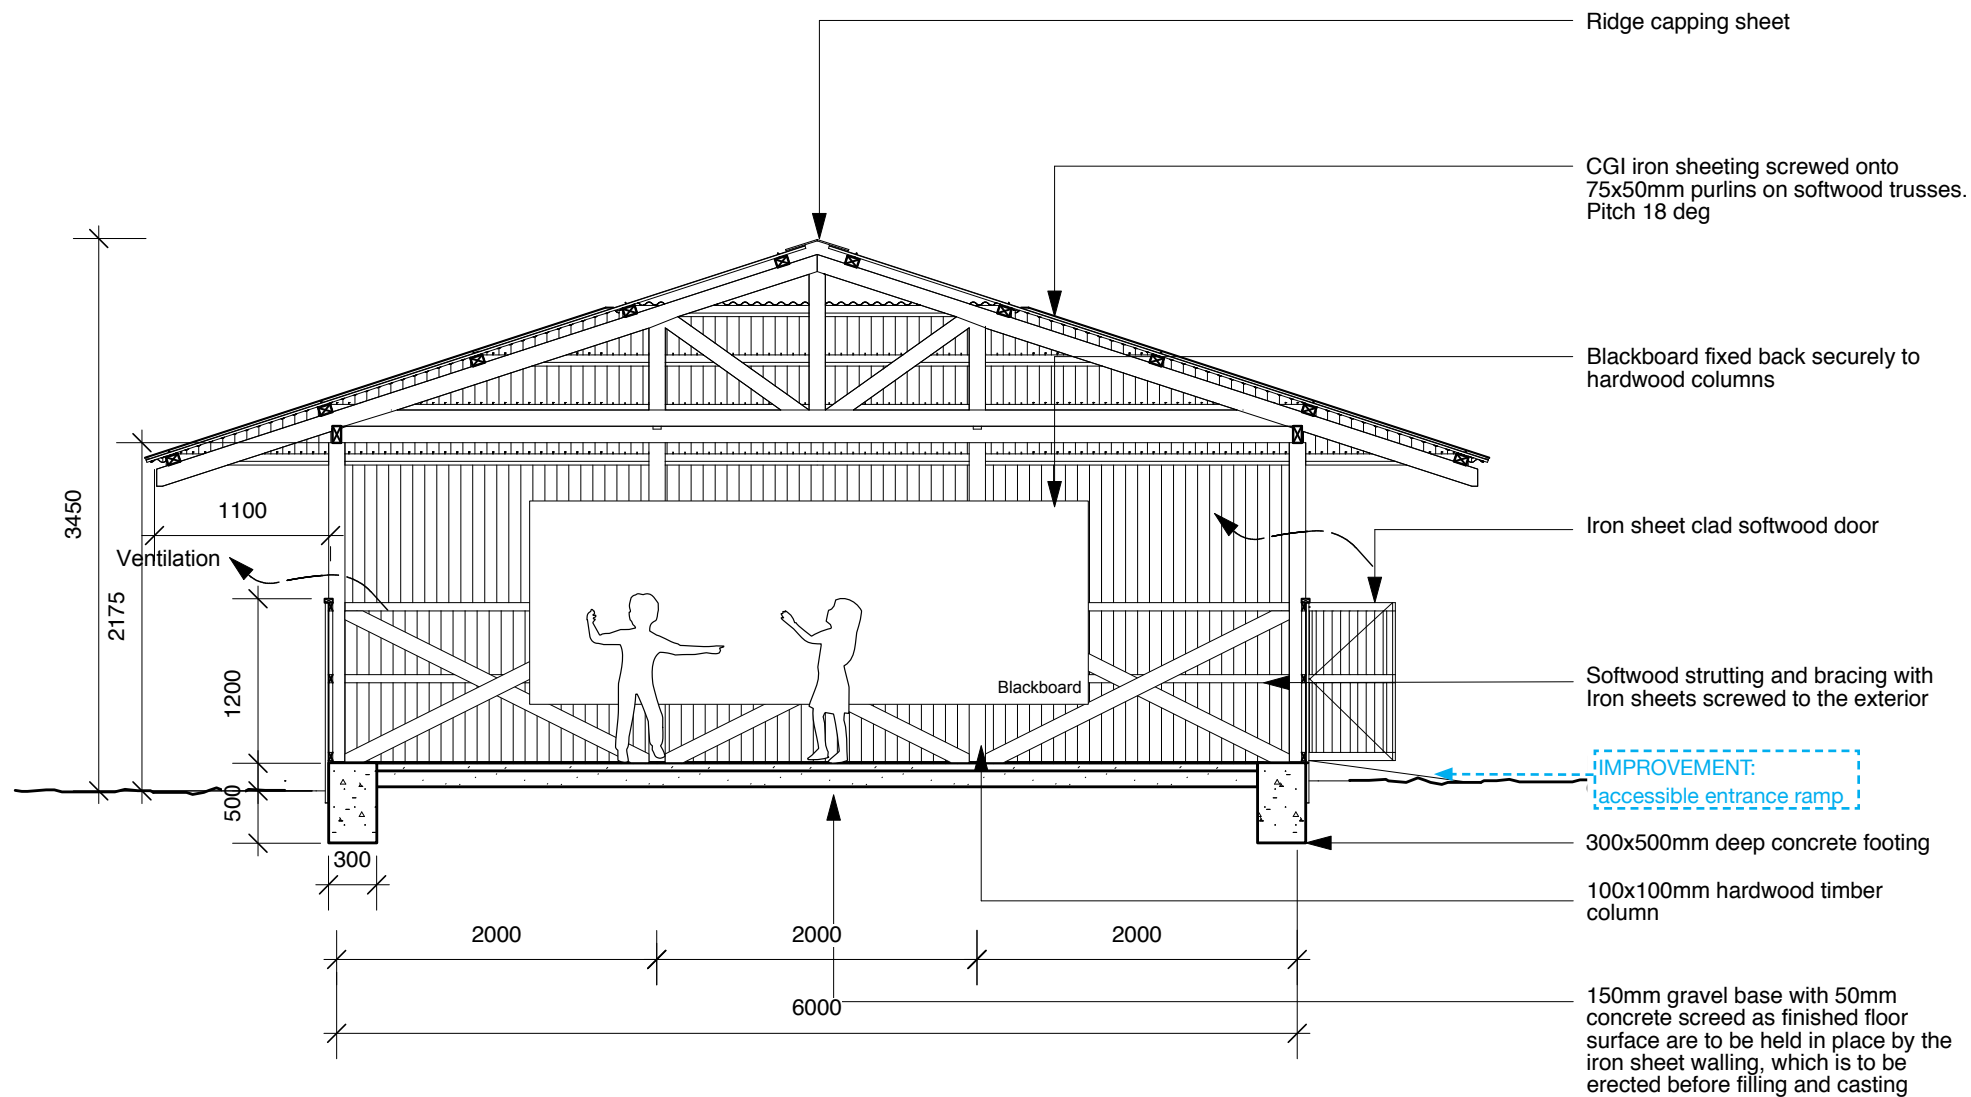 Ridge capping sheet
CGI iron sheeting screwed onto
75x50mm purlins on softwood trusses.
Pitch 18 deg
Blackboard fixed back securely to
hardwood columns
3450
1100
Iron sheet clad softwood door
Ventilation
2175
1200
Blackboard
Softwood strutting and bracing with
Iron sheets screwed to the exterior
IMPROVEMENT:
accessible entrance ramp
500
300
300x500mm deep concrete footing
100x100mm hardwood timber
column
2000
2000
2000
6000
150mm gravel base with 50mm
concrete screed as finished floor
surface are to be held in place by the
iron sheet walling, which is to be
erected before filling and casting